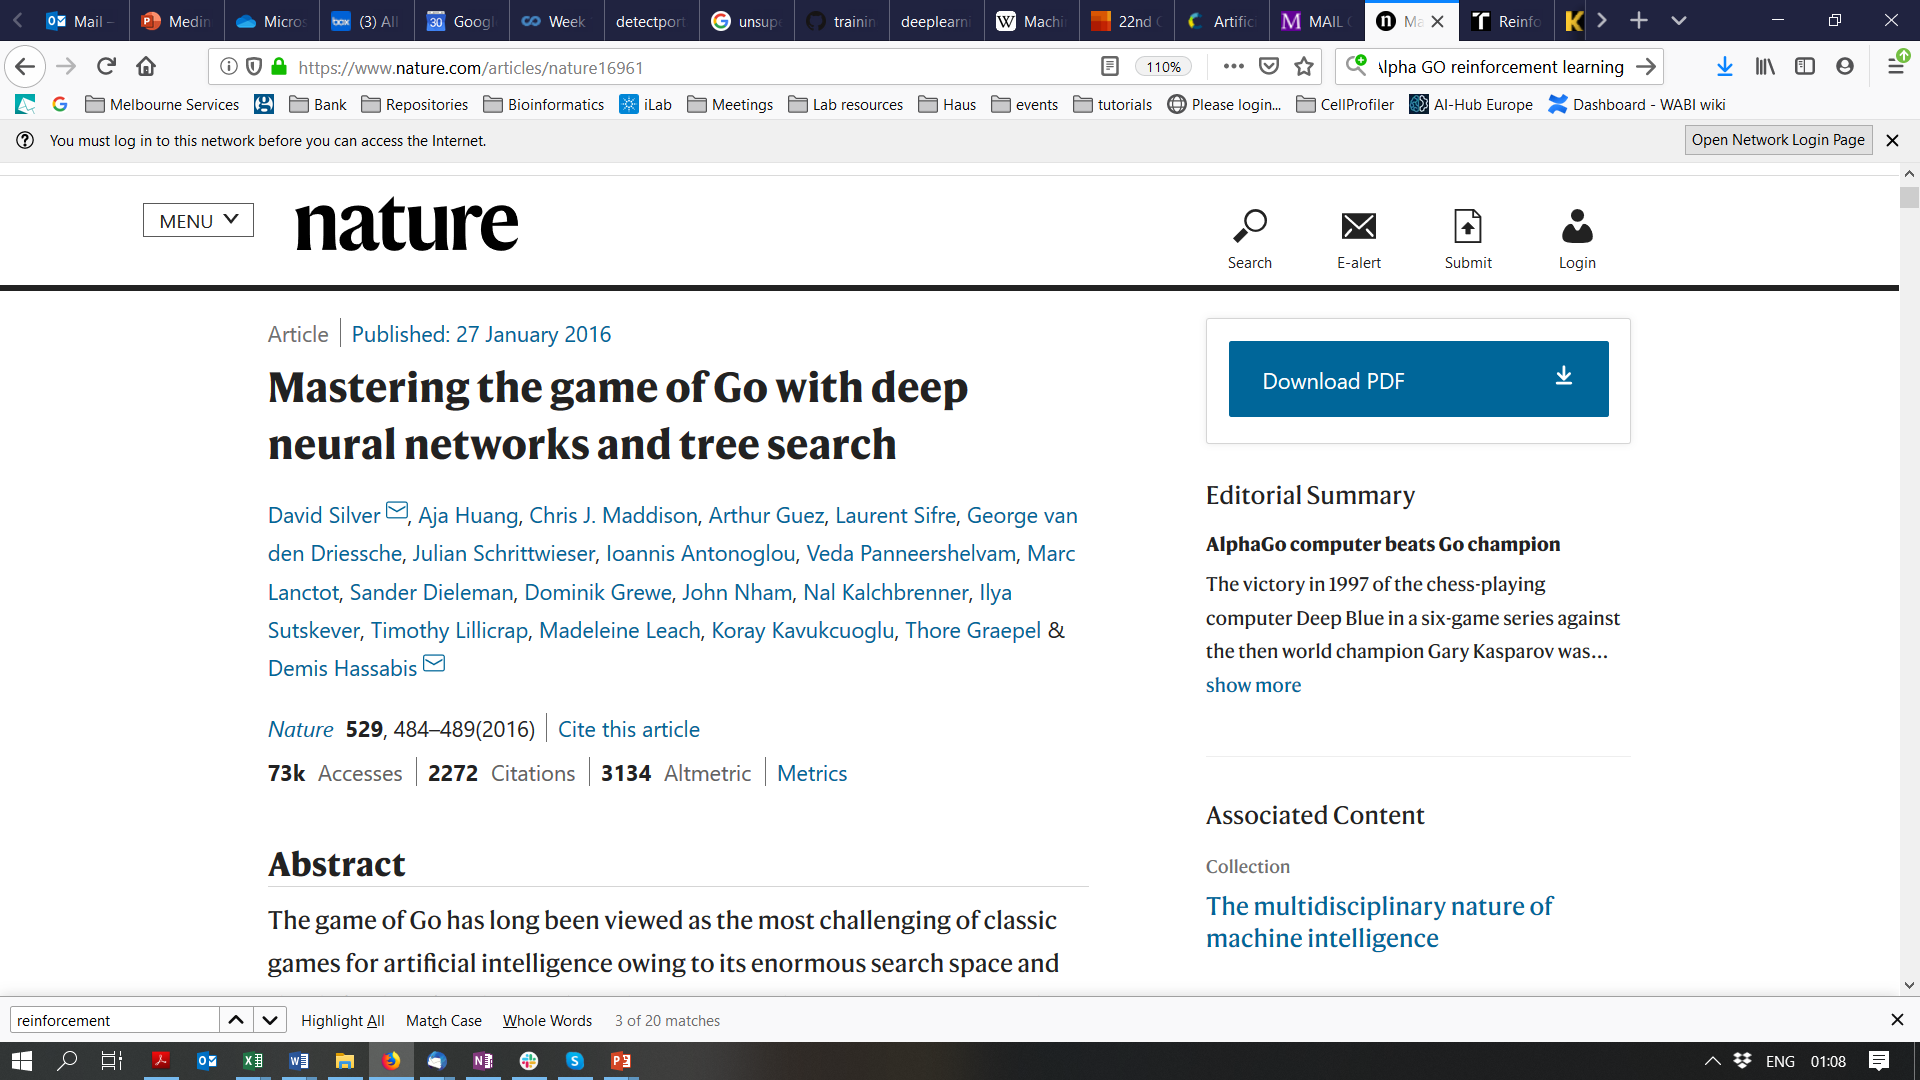 Mail - Medin Micros (3) All Googl Week detectport unsup trainin deeplearni Machi 22nd C Artific MAIL Ma Reinfo
https://www.nature.com/articles/nature16961 110% Alpha GO reinforcement learning
Melbourne Services Bank Repositories Bioinformatics iLab Meetings Lab resources Haus events tutorials Please login... CellProfiler AI-Hub Europe Dashboard - WABI wiki
You must log in to this network before you can access the Internet. Open Network Login Page
MENU nature
Search E-alert Submit Login
Article Published: 27 January 2016
Mastering the game of Go with deep
neural networks and tree search
David Silver, Aja Huang, Chris J. Maddison, Arthur Guez, Laurent Sifre, George van
den Driessche, Julian Schrittwieser, Ioannis Antonoglou, Veda Panneershelvam, Marc
Lanctot, Sander Dieleman, Dominik Grewe, John Nham, Nal Kalchbrenner, Ilya
Sutskever, Timothy Lillicrap, Madeleine Leach, Koray Kavukcuoglu, Thore Graepel &
Demis Hassabis
Nature 529, 484–489(2016) Cite this article
73k Accesses 2272 Citations 3134 Altmetric Metrics
Abstract
The game of Go has long been viewed as the most challenging of classic
games for artificial intelligence owing to its enormous search space and
Download PDF
Editorial Summary
AlphaGo computer beats Go champion
The victory in 1997 of the chess-playing
computer Deep Blue in a six-game series against
the then world champion Gary Kasparov was...
show more
Associated Content
Collection
The multidisciplinary nature of
machine intelligence
reinforcement Highlight All Match Case Whole Words 3 of 20 matches
ENG 01:08